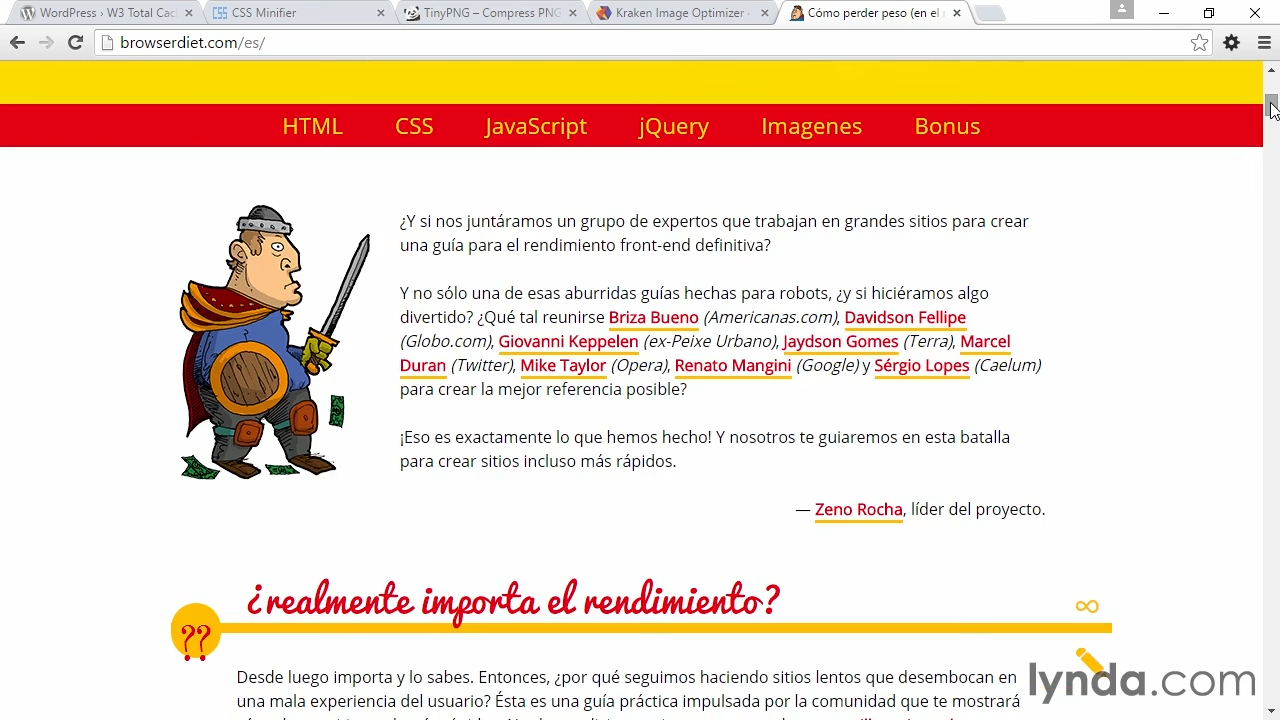 WordPress › W3 Total Cac
CSS Minifier
TinyPNG – Compress PNG
Kraken Image Optimizer -
Cómo perder peso (en el
browserdiet.com/es/
HTML CSS JavaScript jQuery Imagenes Bonus
¿Y si nos juntáramos un grupo de expertos que trabajan en grandes sitios para crear
una guía para el rendimiento front-end definitiva?
Y no sólo una de esas aburridas guías hechas para robots, ¿y si hiciéramos algo
divertido? ¿Qué tal reunirse Briza Bueno (Americanas.com), Davidson Fellipe
(Globo.com), Giovanni Keppelen (ex-Peixe Urbano), Jaydson Gomes (Terra), Marcel
Duran (Twitter), Mike Taylor (Opera), Renato Mangini (Google) y Sérgio Lopes (Caelum)
para crear la mejor referencia posible?
¡Eso es exactamente lo que hemos hecho! Y nosotros te guiaremos en esta batalla
para crear sitios incluso más rápidos.
— Zeno Rocha, líder del proyecto.
¿realmente importa el rendimiento?
??
Desde luego importa y lo sabes. Entonces, ¿por qué seguimos haciendo sitios lentos que desembocan en
una mala experiencia del usuario? Ésta es una guía práctica impulsada por la comunidad que te mostrará
lynda.com